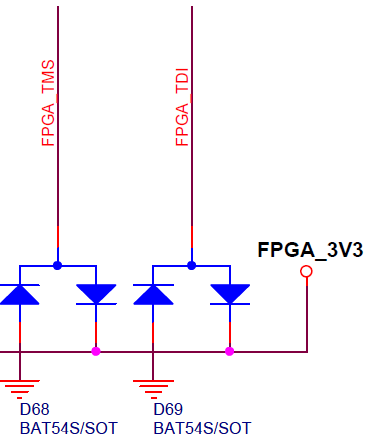 FPGA_TMS
FPGA_TDI
FPGA_3V3
D68
BAT54S/SOT
D69
BAT54S/SOT